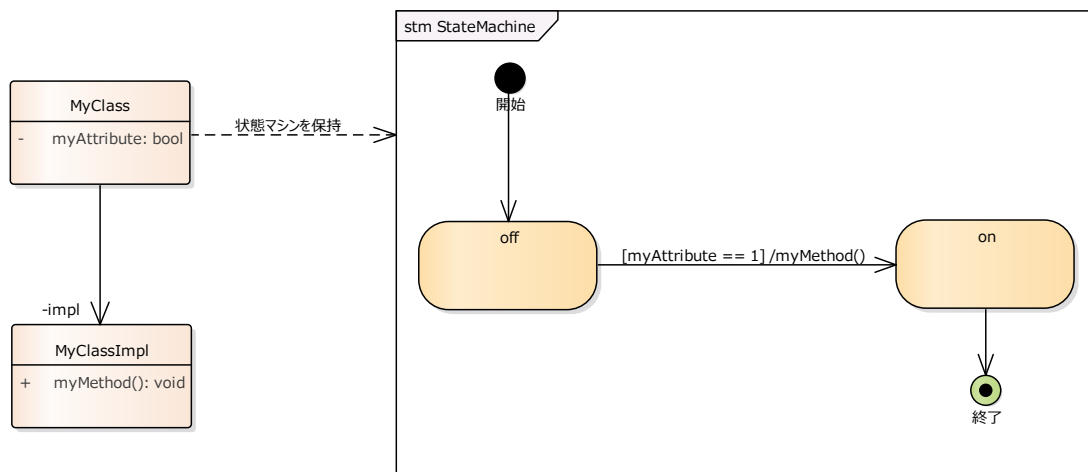 stm StateMachine
開始
MyClass
- myAttribute: bool
状態マシンを保持
off
[myAttribute == 1] /myMethod()
on
-impl
MyClassImpl
+ myMethod(): void
終了